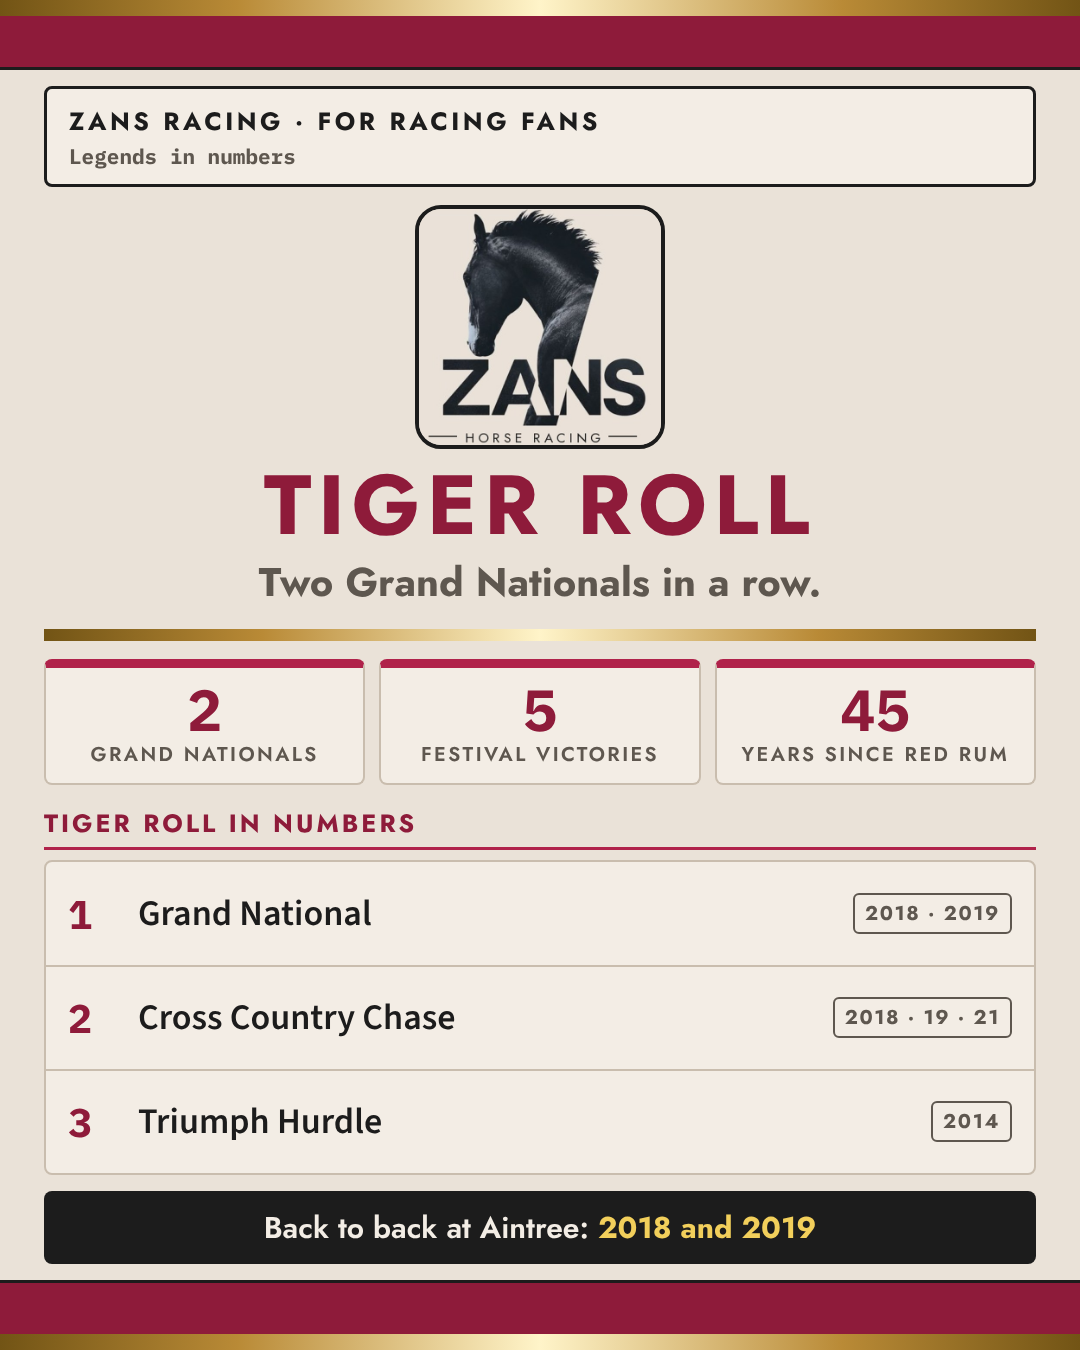 ZANS RACING · FOR RACING FANS
Legends in numbers
ZANS
HORSE RACING
TIGER ROLL
Two Grand Nationals in a row.
2
GRAND NATIONALS
5
FESTIVAL VICTORIES
45
YEARS SINCE RED RUM
TIGER ROLL IN NUMBERS
1 Grand National 2018 · 2019
2 Cross Country Chase 2018 · 19 · 21
3 Triumph Hurdle 2014
Back to back at Aintree: 2018 and 2019